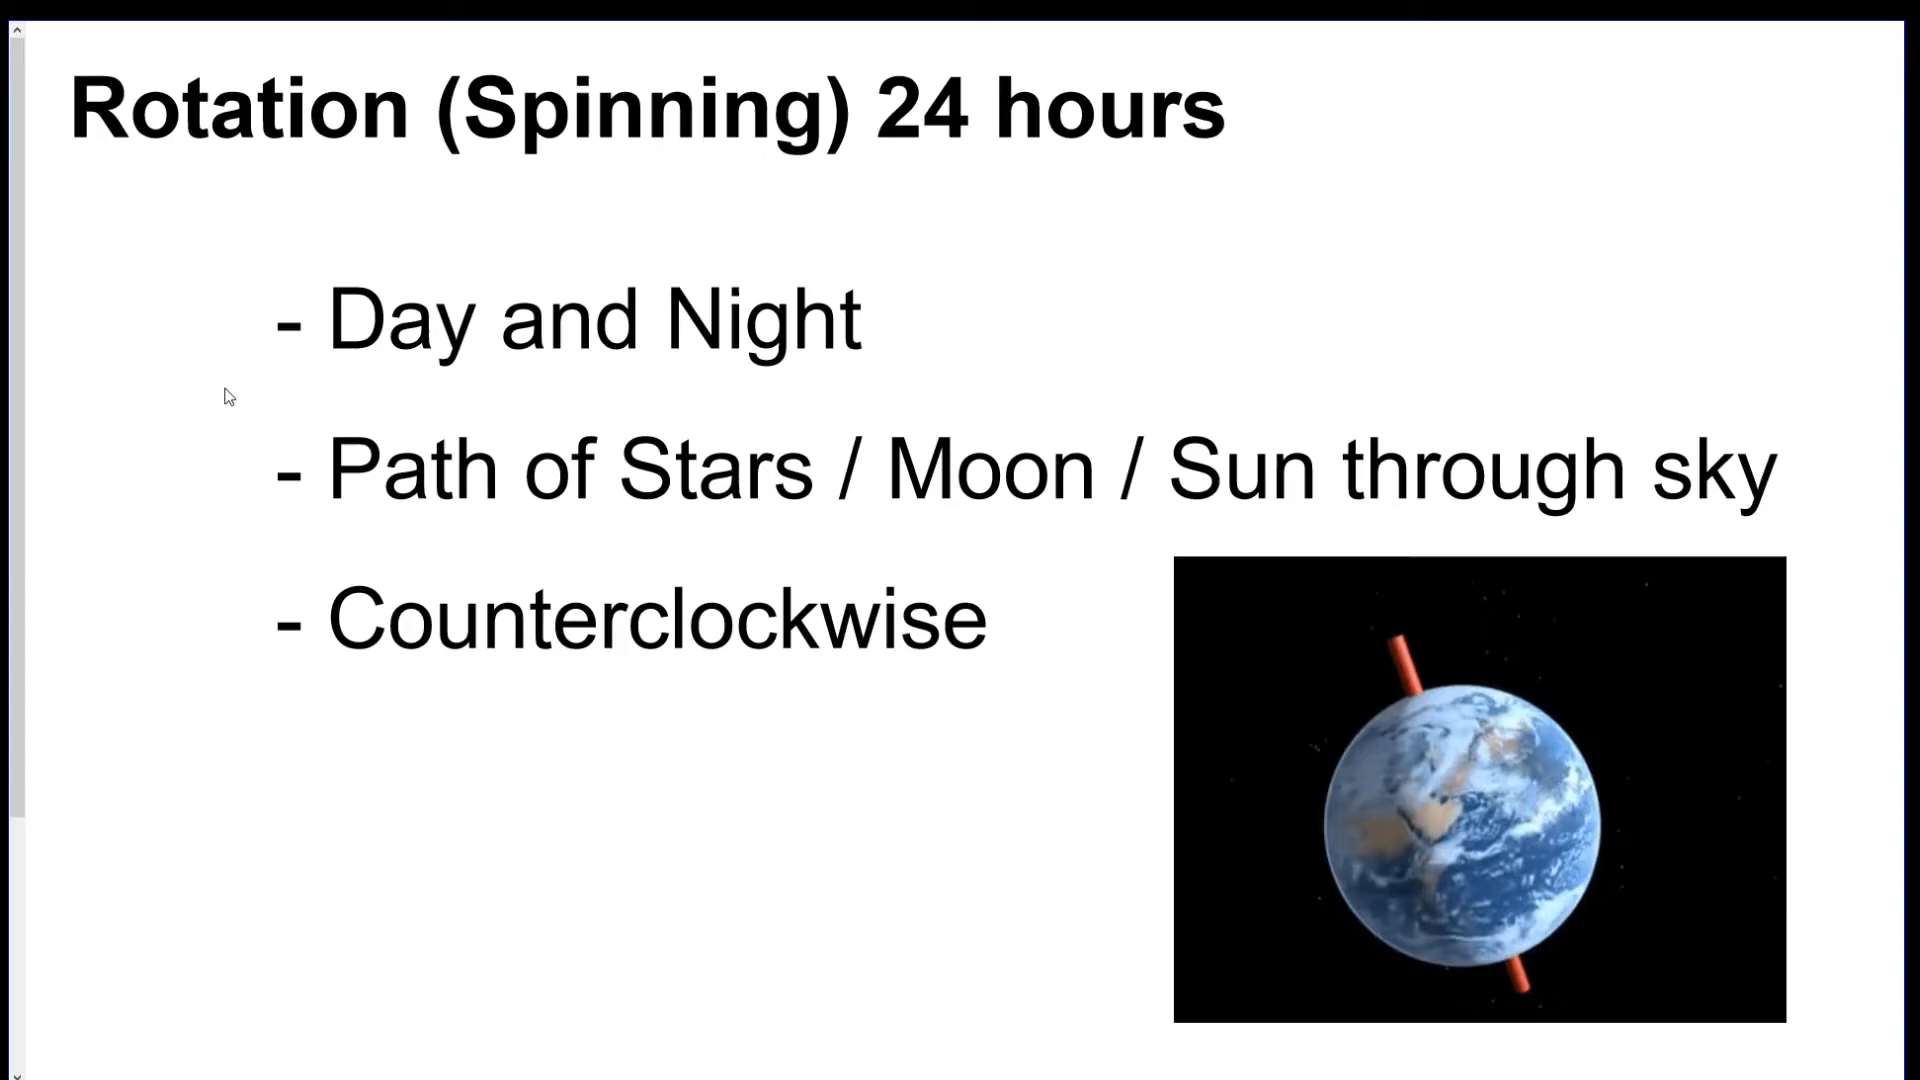 Rotation (Spinning) 24 hours
- Day and Night
- Path of Stars / Moon / Sun through sky
- Counterclockwise